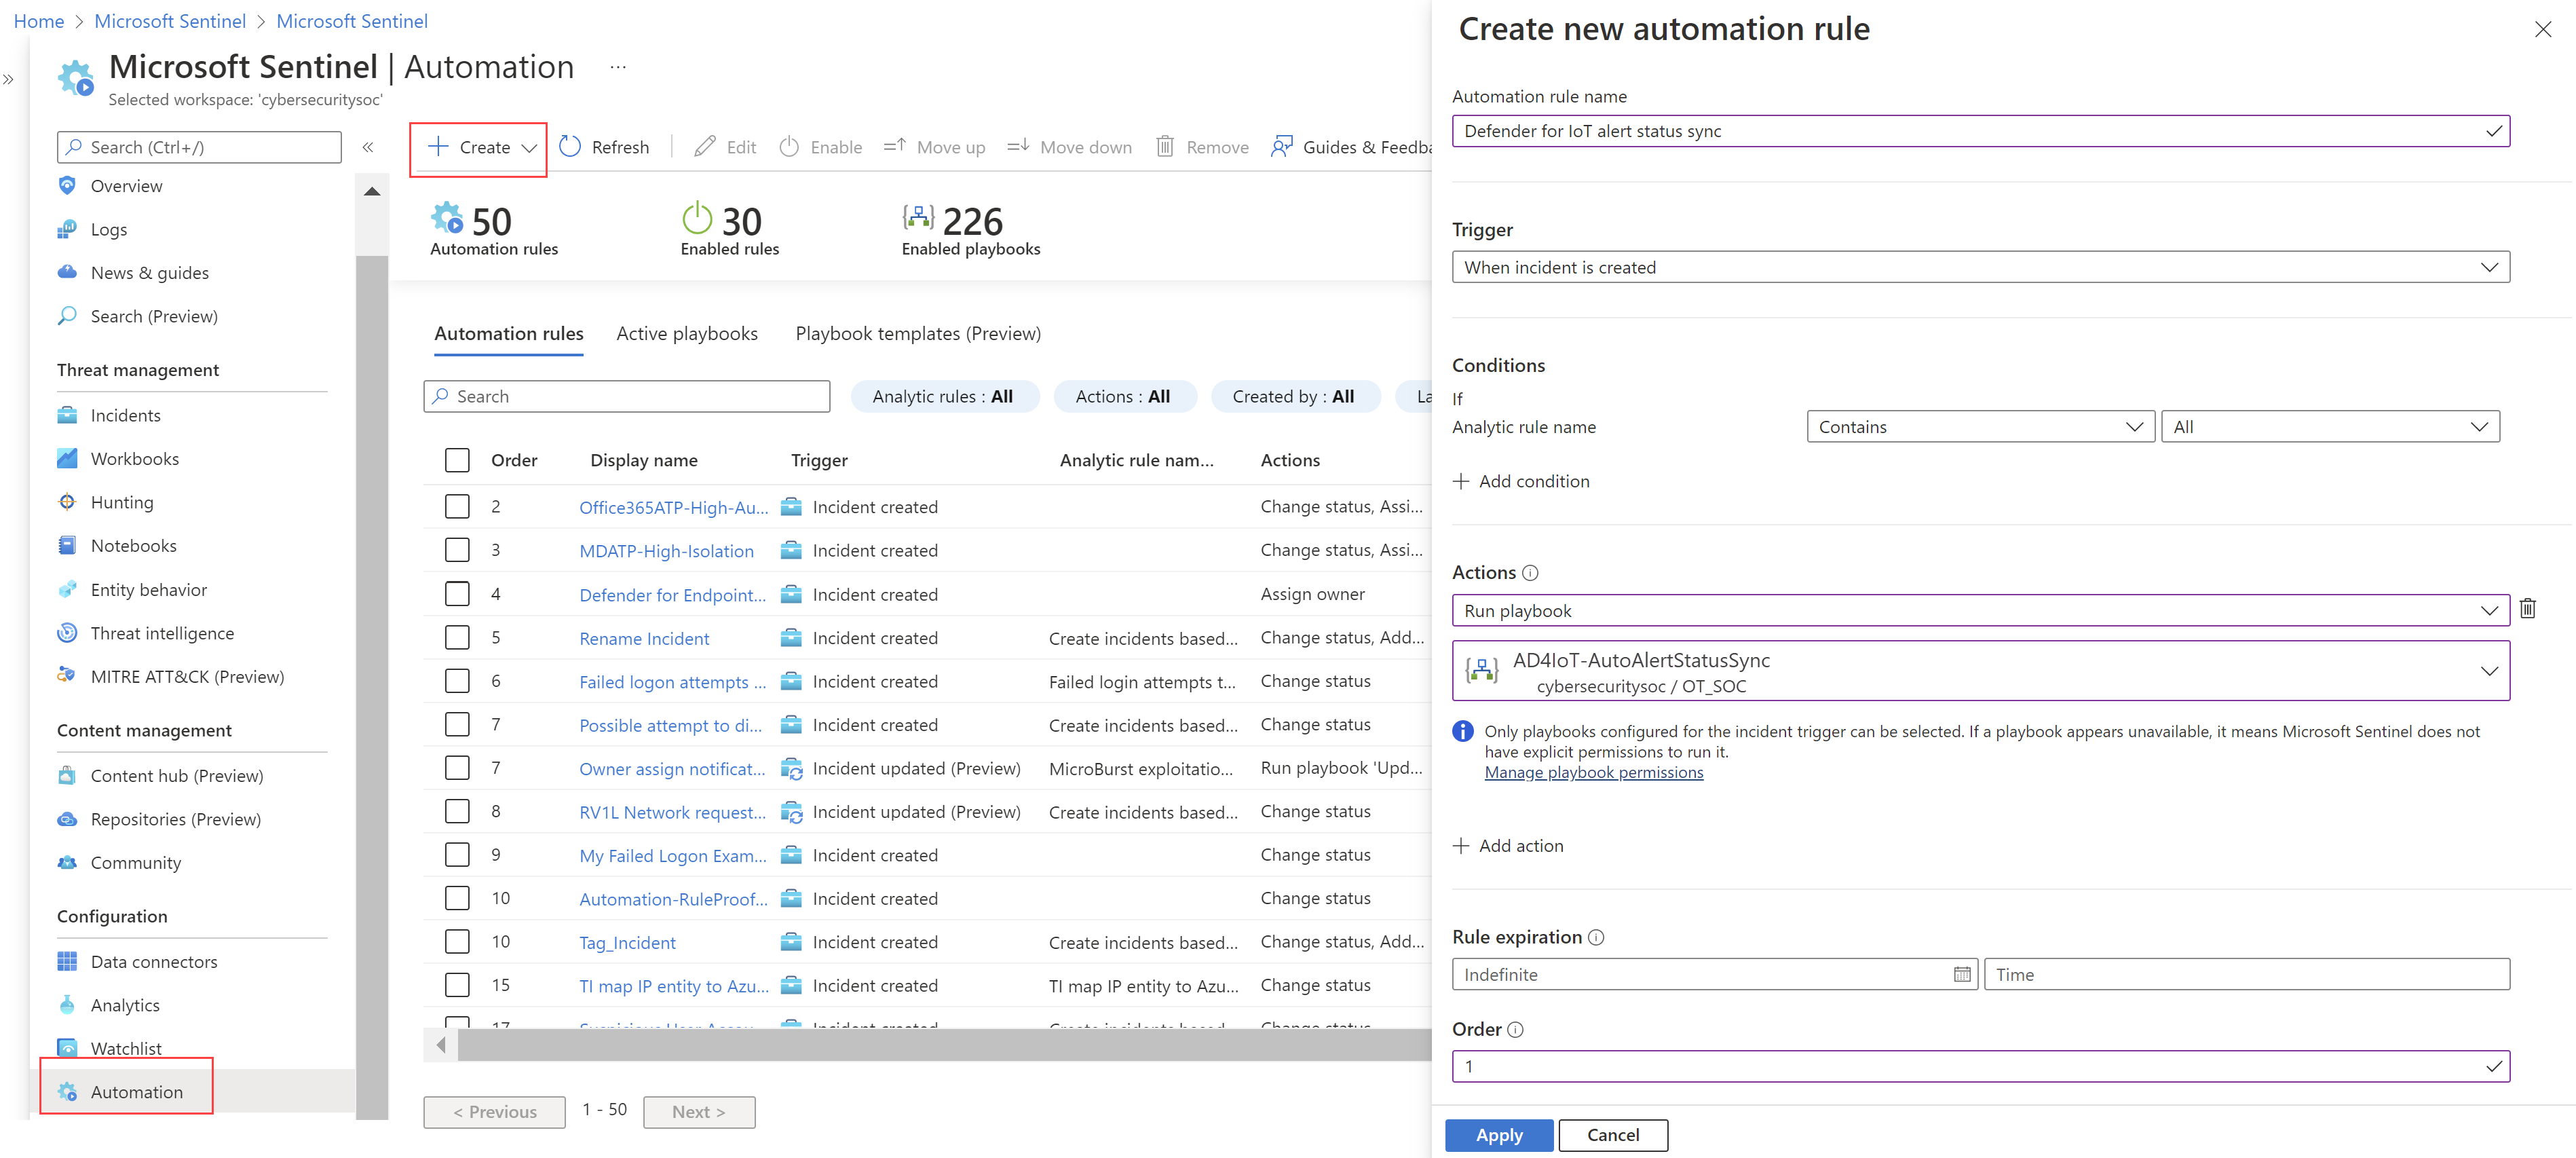 Home > Microsoft Sentinel > Microsoft Sentinel
Microsoft Sentinel | Automation ...
Selected workspace: 'cybersecuritysoc'
Search (Ctrl+/)
Overview
Logs
News & guides
Search (Preview)
Threat management
Incidents
Workbooks
Hunting
Notebooks
Entity behavior
Threat intelligence
MITRE ATT&CK (Preview)
Content management
Content hub (Preview)
Repositories (Preview)
Community
Configuration
Data connectors
Analytics
Watchlist
Automation
Create Refresh Edit Enable Move up Move down Remove Guides & Feedba
50 30 226
Automation rules Enabled rules Enabled playbooks
Automation rules Active playbooks Playbook templates (Preview)
Search Analytic rules : All Actions : All Created by : All La
Order Display name Trigger Analytic rule nam... Actions
2 Office365ATP-High-Au... Incident created Change status, Assi...
3 MDATP-High-Isolation Incident created Change status, Assi...
4 Defender for Endpoint... Incident created Assign owner
5 Rename Incident Incident created Create incidents based... Change status, Add...
6 Failed logon attempts ... Incident created Failed login attempts t... Change status
7 Possible attempt to di... Incident created Create incidents based... Change status
7 Owner assign notificat... Incident updated (Preview) MicroBurst exploitatio... Run playbook 'Upd...
8 RV1L Network request... Incident updated (Preview) Create incidents based... Change status
9 My Failed Logon Exam... Incident created Change status
10 Automation-RuleProof... Incident created Change status
10 Tag_Incident Incident created Create incidents based... Change status, Add...
15 TI map IP entity to Azu... Incident created TI map IP entity to Azu... Change status
< Previous 1 - 50 Next >
Create new automation rule
Automation rule name
Defender for IoT alert status sync
Trigger
When incident is created
Conditions
If
Analytic rule name Contains All
Add condition
Actions
Run playbook
AD4IoT-AutoAlertStatusSync
cybersecuritysoc / OT_SOC
Only playbooks configured for the incident trigger can be selected. If a playbook appears unavailable, it means Microsoft Sentinel does not
have explicit permissions to run it.
Manage playbook permissions
Add action
Rule expiration
Indefinite Time
Order
1
Apply Cancel